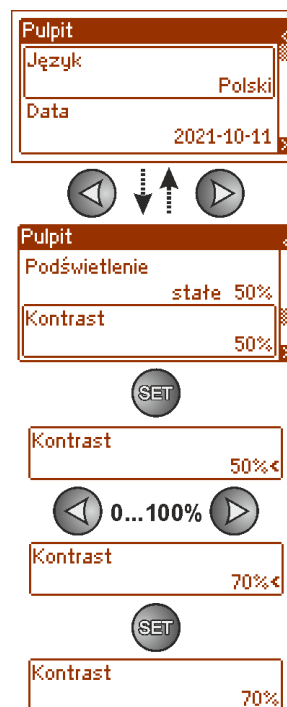 Pulpit
Język
Polski
Data
2021-10-11
Pulpit
Podświetlenie
stałe 50%
Kontrast
50%
SET
Kontrast
50%<
0...100%
Kontrast
70%<
SET
Kontrast
70%